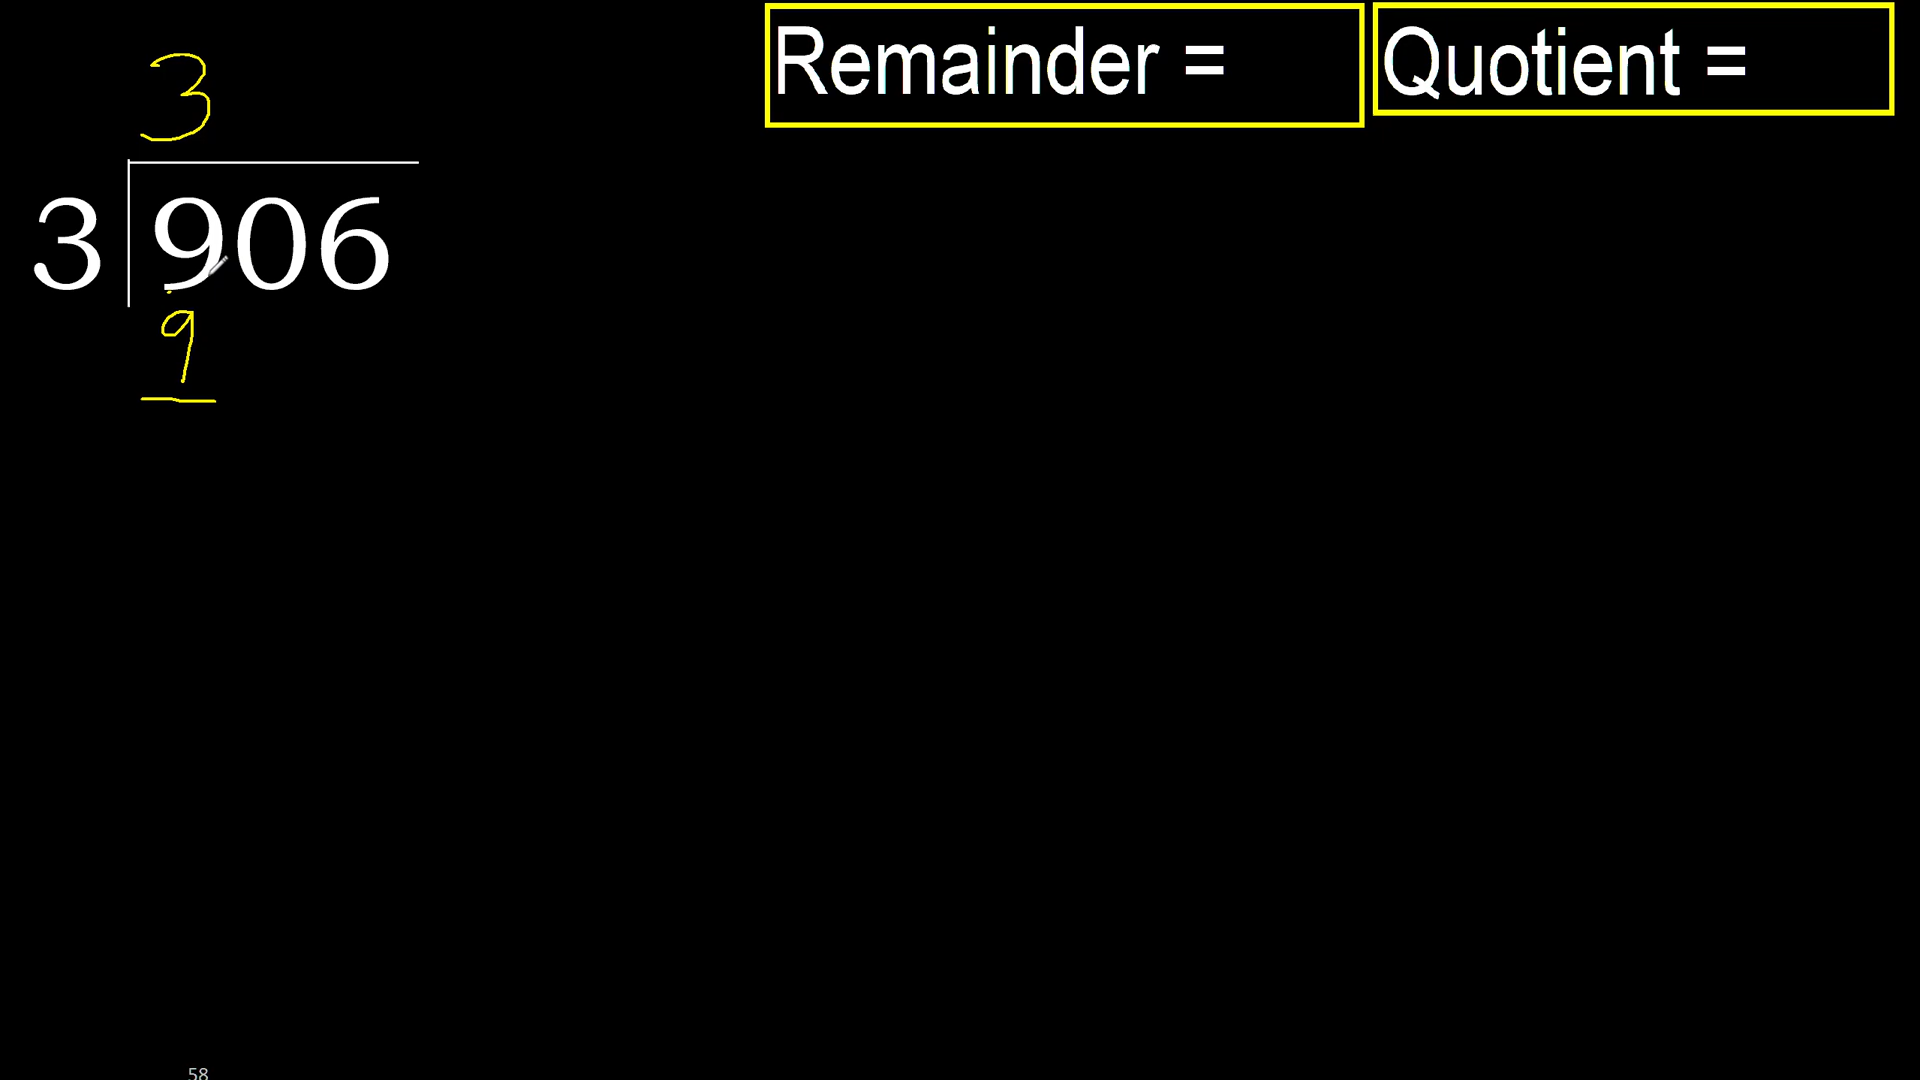 Remainder =
Quotient =
3
3 906
9
58